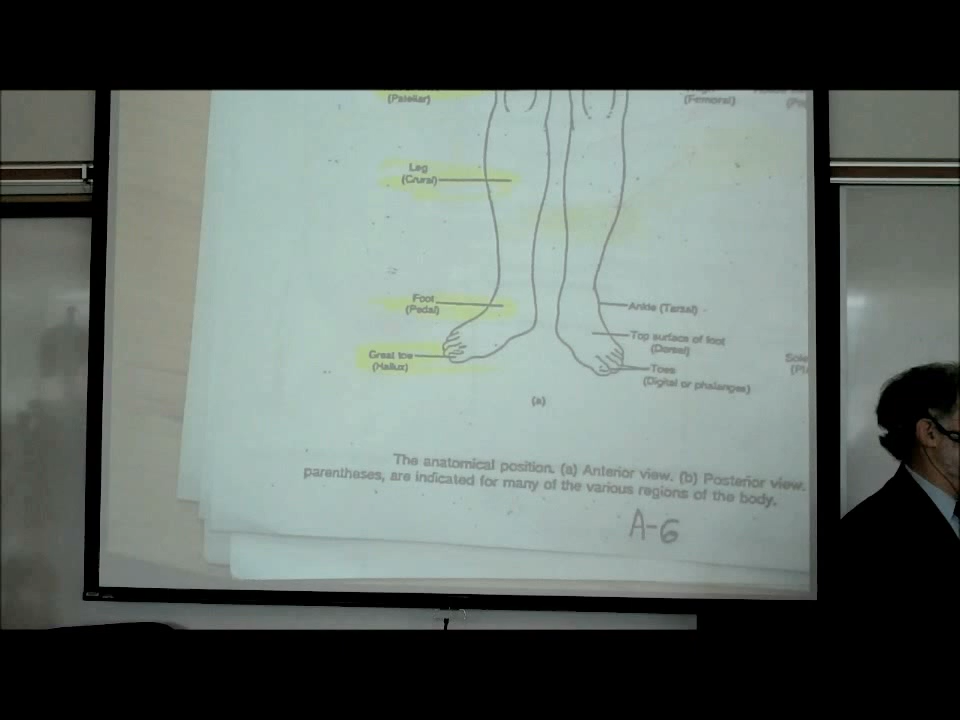 (Patellar)
(Femoral)
Leg
(Crural)
Foot
(Pedal)
Ankle (Tarsal)
Top surface of foot
(Dorsal)
Great toe
(Hallux)
Toes
(Digital or phalanges)
Sole
(a)
The anatomical position. (a) Anterior view. (b) Posterior view.
parentheses, are indicated for many of the various regions of the body.
A-6